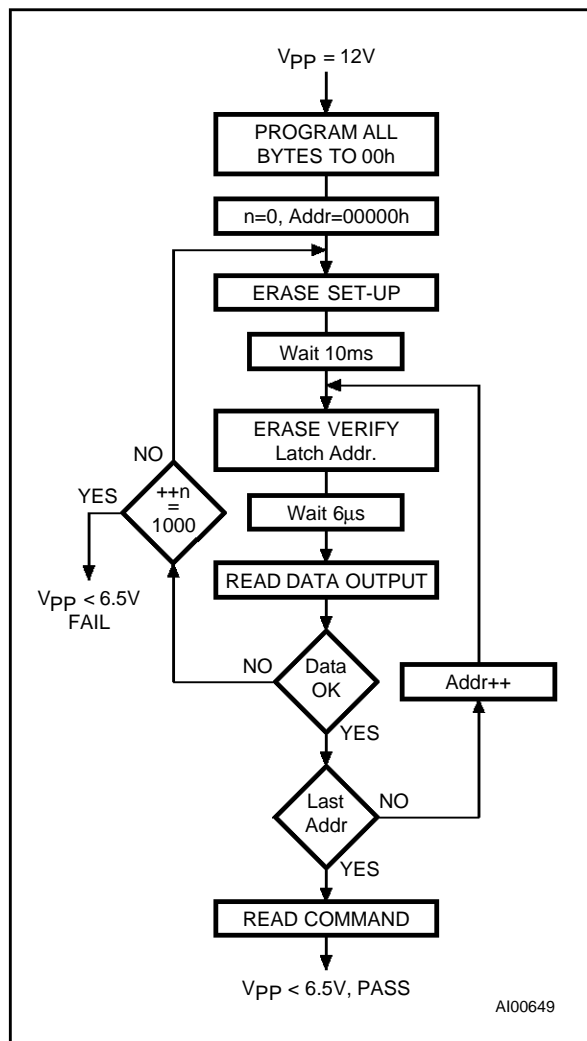 VPP = 12V
PROGRAM ALL
BYTES TO 00h
n=0, Addr=00000h
ERASE SET-UP
Wait 10ms
ERASE VERIFY
Latch Addr.
NO
YES
++n
=
1000
Wait 6µs
READ DATA OUTPUT
VPP < 6.5V
FAIL
NO
Data
OK
YES
Addr++
Last
Addr
NO
YES
READ COMMAND
VPP < 6.5V, PASS
AI00649